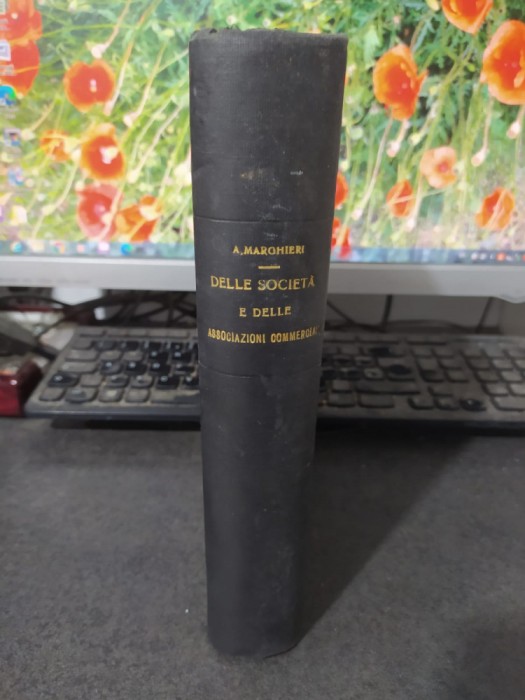 A. MARGHIERI
DELLE SOCIETÀ
E DELLE
ASSOCIAZIONI COMMERCIALI